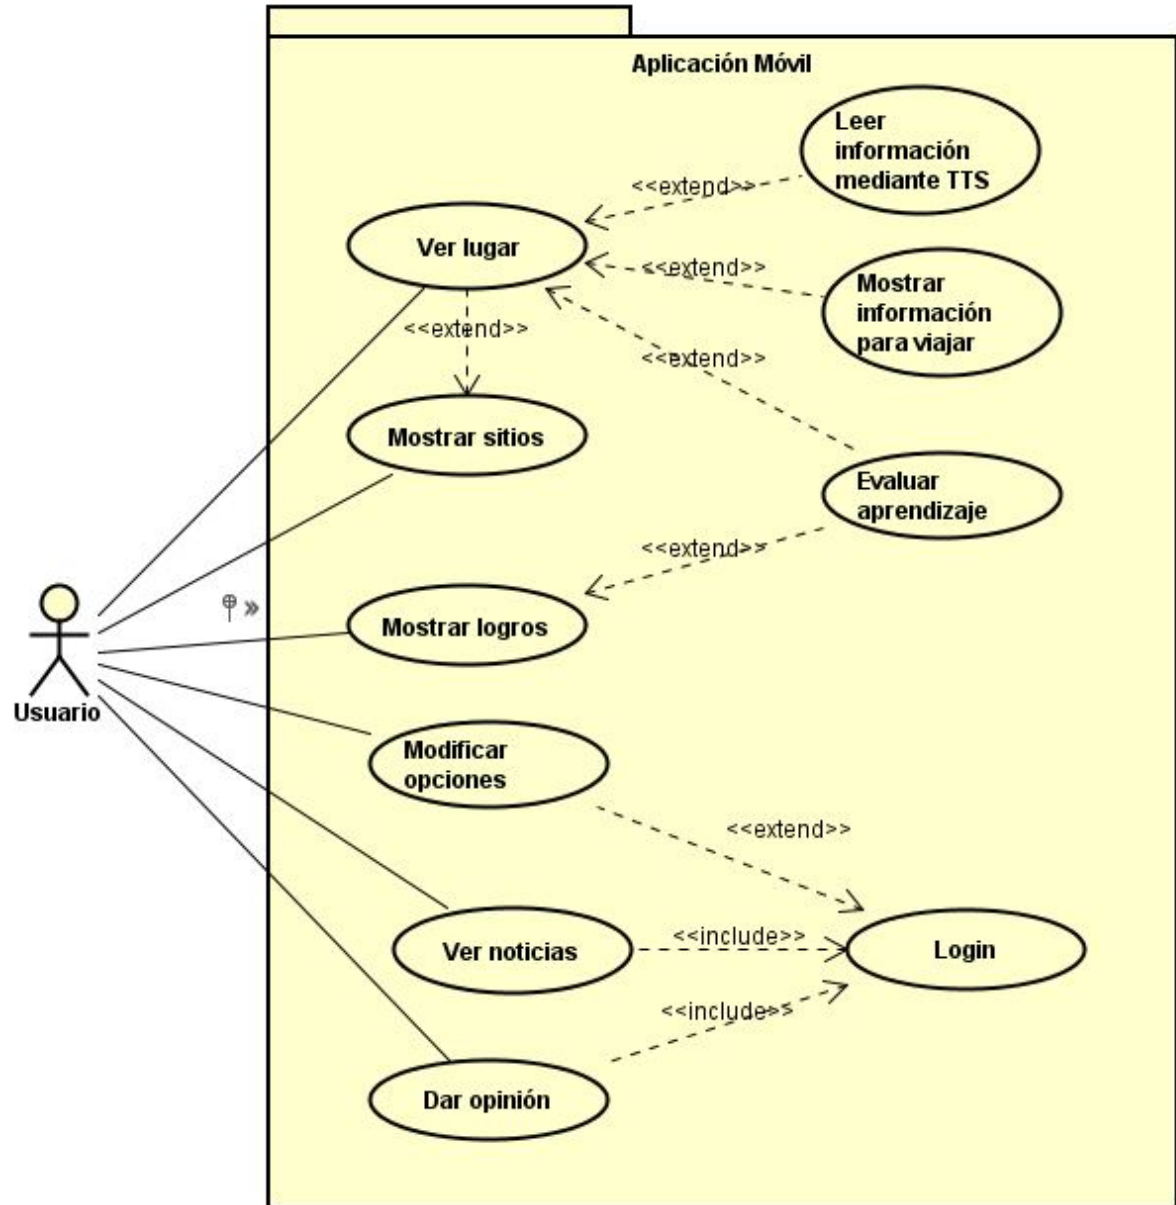 Aplicación Móvil
Leer
información
mediante TTS
<<extend>>
Ver lugar
<<extend>>
Mostrar
información
para viajar
<<extend>>
<<extend>>
Mostrar sitios
Evaluar
aprendizaje
<<extend>>
Mostrar logros
Usuario
Modificar
opciones
<<extend>>
Ver noticias
<<include>>
Login
<<include>>
Dar opinión